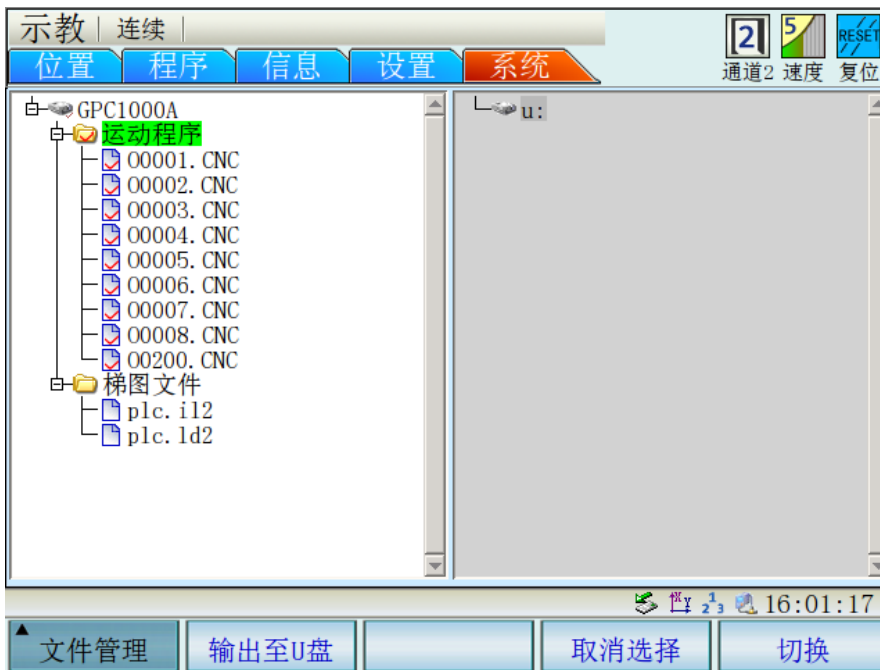 示教 连续
2 5 RESET
通道2 速度 复位
位置 程序 信息 设置 系统
GPC1000A
运动程序
O0001.CNC
O0002.CNC
O0003.CNC
O0004.CNC
O0005.CNC
O0006.CNC
O0007.CNC
O0008.CNC
O0200.CNC
梯图文件
plc.il2
plc.ld2
u:
16:01:17
文件管理 输出至U盘 取消选择 切换